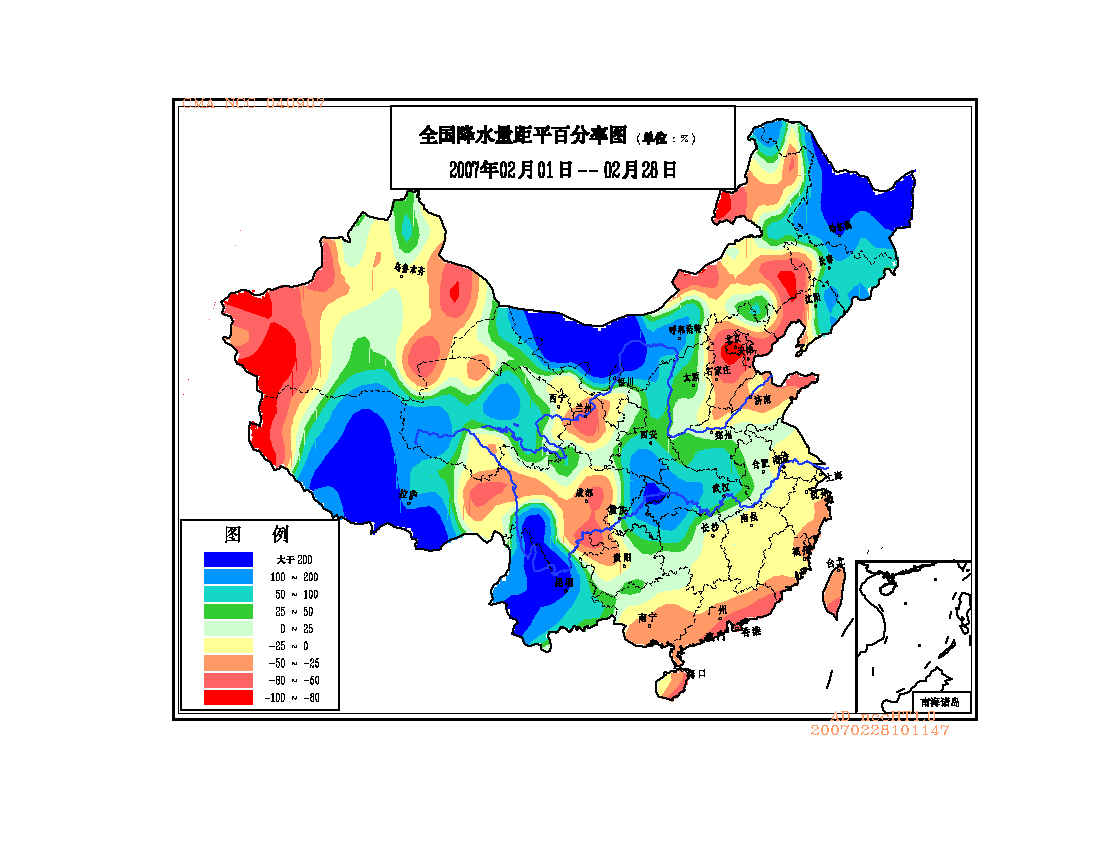 CMA NCC 040907
全国降水量距平百分率图 (单位:%)
2007年02月01日 -- 02月28日
哈尔滨
长春
乌鲁木齐
沈阳
呼和浩特
北京
天津
石家庄
太原
银川
西宁
济南
兰州
西安
郑州
合肥
南京
上海
拉萨
成都
武汉
杭州
重庆
长沙
南昌
贵阳
福州
台北
昆明
南宁
广州
香港
澳门
海口
图 例
大于200
100 ~ 200
50 ~ 100
25 ~ 50
0 ~ 25
-25 ~ 0
-50 ~ -25
-80 ~ -50
-100 ~ -80
南海诸岛
20070228101147